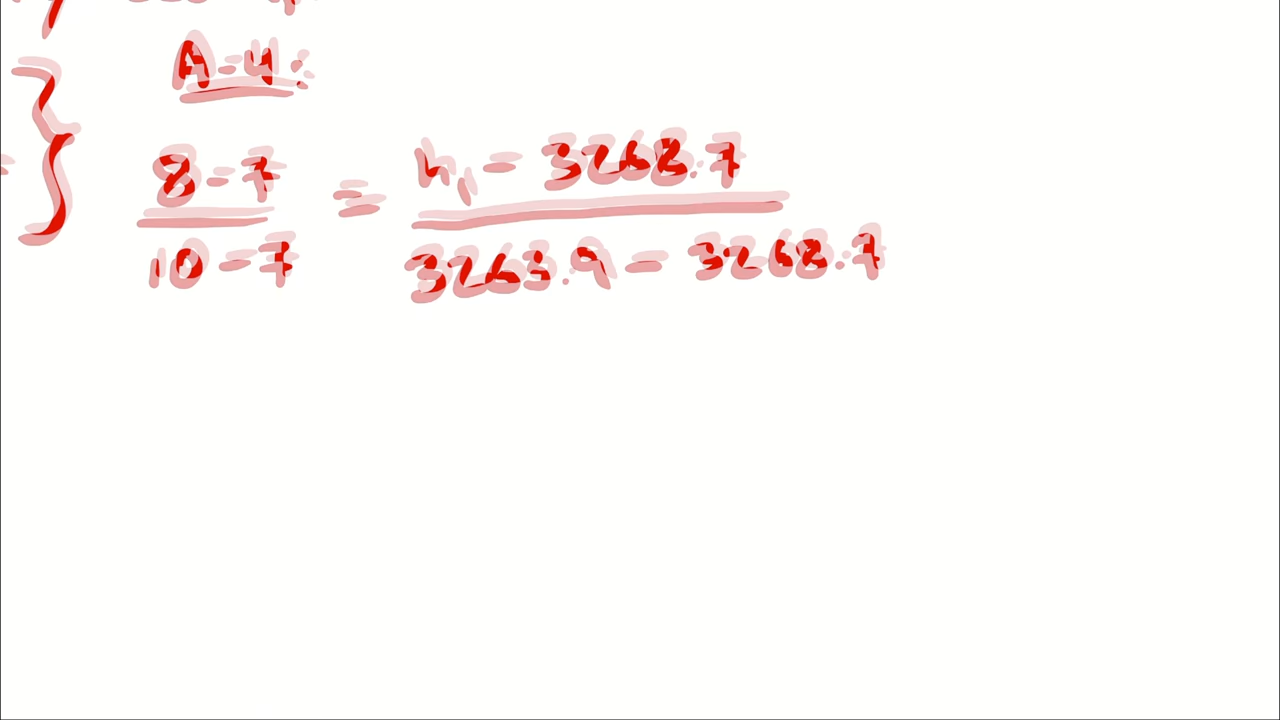 A-4:
8-7 = h₁ - 3268.7
10-7 3263.9 - 3268.7